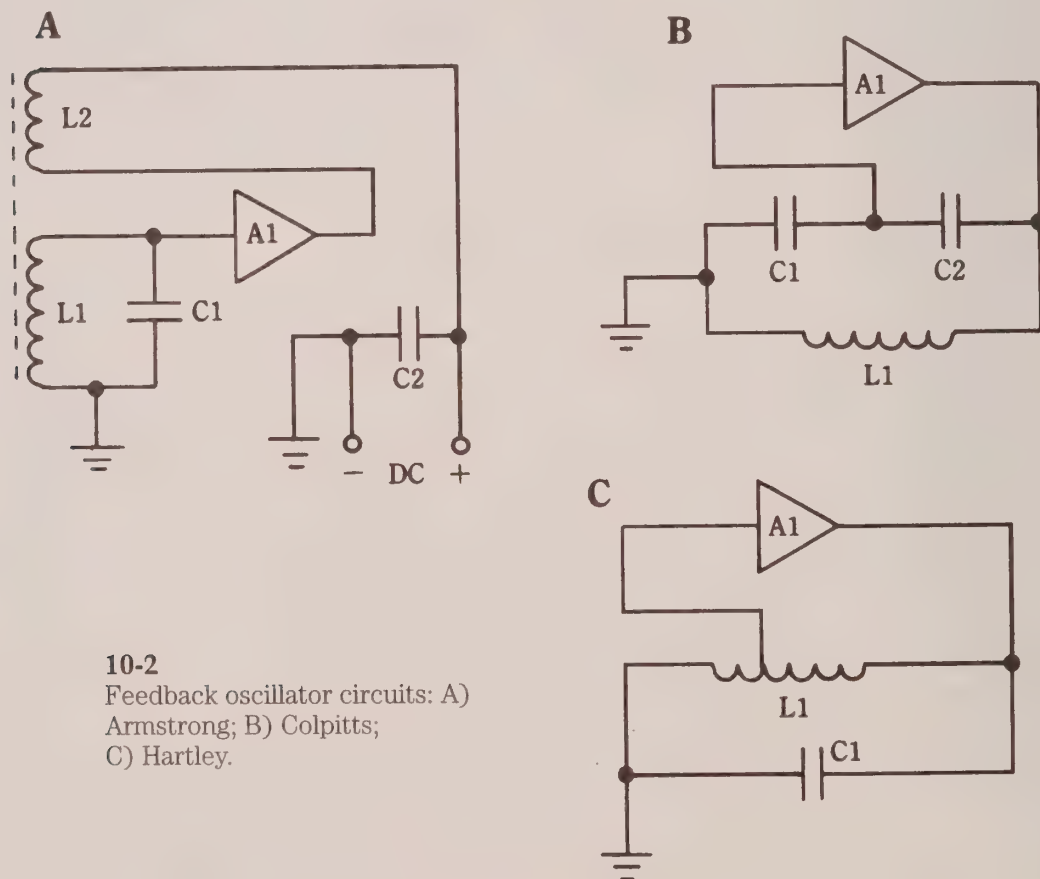 A
L2
A1
L1
C1
C2
− DC +
B
A1
C1
C2
L1
C
A1
L1
C1
10-2
Feedback oscillator circuits: A)
Armstrong; B) Colpitts;
C) Hartley.